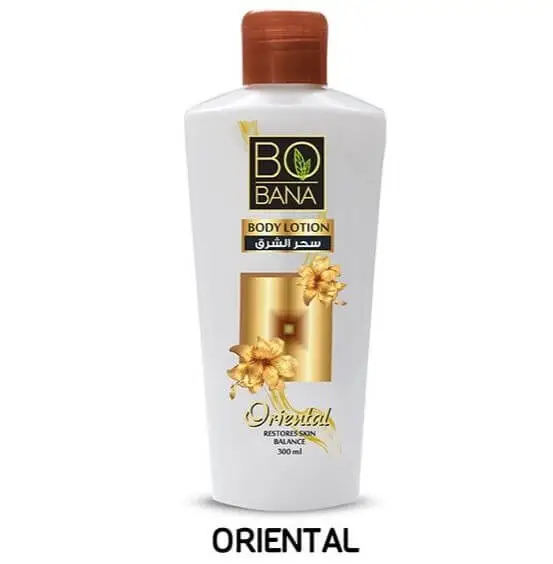 BO
BANA
BODY LOTION
سحر الشرق
Oriental
RESTORES SKIN
BALANCE
300 ml
ORIENTAL